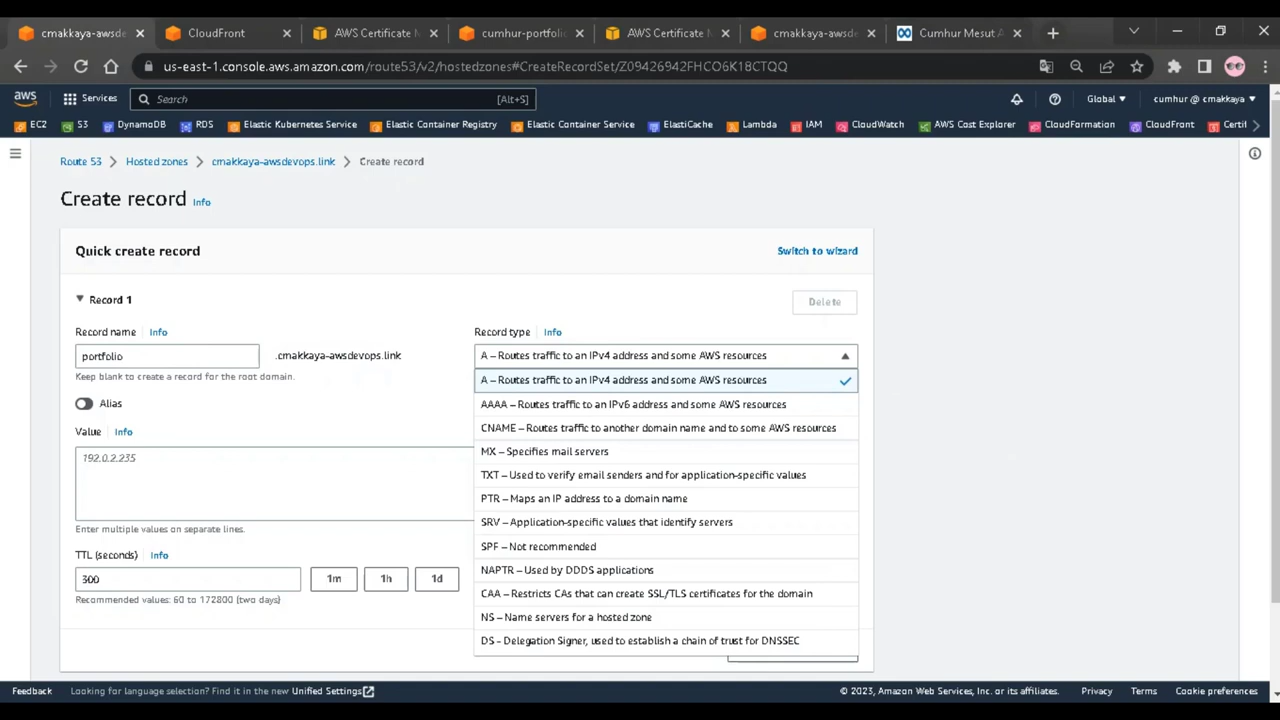 cmakkaya-awsde
CloudFront
AWS Certificate M
cumhur-portfolio
AWS Certificate M
cmakkaya-awsde
Cumhur Mesut A
us-east-1.console.aws.amazon.com/route53/v2/hostedzones#CreateRecordSet/Z09426942FHCO6K18CTQQ
aws
Services
Search
[Alt+S]
Global
cumhur @ cmakkaya
EC2
S3
DynamoDB
RDS
Elastic Kubernetes Service
Elastic Container Registry
Elastic Container Service
ElastiCache
Lambda
IAM
CloudWatch
AWS Cost Explorer
CloudFormation
CloudFront
Certif
Route 53
Hosted zones
cmakkaya-awsdevops.link
Create record
Create record Info
Quick create record
Switch to wizard
Record 1
Delete
Record name Info
Record type Info
portfolio
.cmakkaya-awsdevops.link
A – Routes traffic to an IPv4 address and some AWS resources
Keep blank to create a record for the root domain.
A – Routes traffic to an IPv4 address and some AWS resources
Alias
AAAA – Routes traffic to an IPv6 address and some AWS resources
Value Info
CNAME – Routes traffic to another domain name and to some AWS resources
192.0.2.235
MX – Specifies mail servers
TXT – Used to verify email senders and for application-specific values
PTR – Maps an IP address to a domain name
SRV – Application-specific values that identify servers
Enter multiple values on separate lines.
SPF – Not recommended
TTL (seconds) Info
NAPTR – Used by DDDS applications
300
1m
1h
1d
CAA – Restricts CAs that can create SSL/TLS certificates for the domain
Recommended values: 60 to 172800 (two days)
NS – Name servers for a hosted zone
DS – Delegation Signer, used to establish a chain of trust for DNSSEC
Feedback
Looking for language selection? Find it in the new Unified Settings
© 2023, Amazon Web Services, Inc. or its affiliates.
Privacy
Terms
Cookie preferences